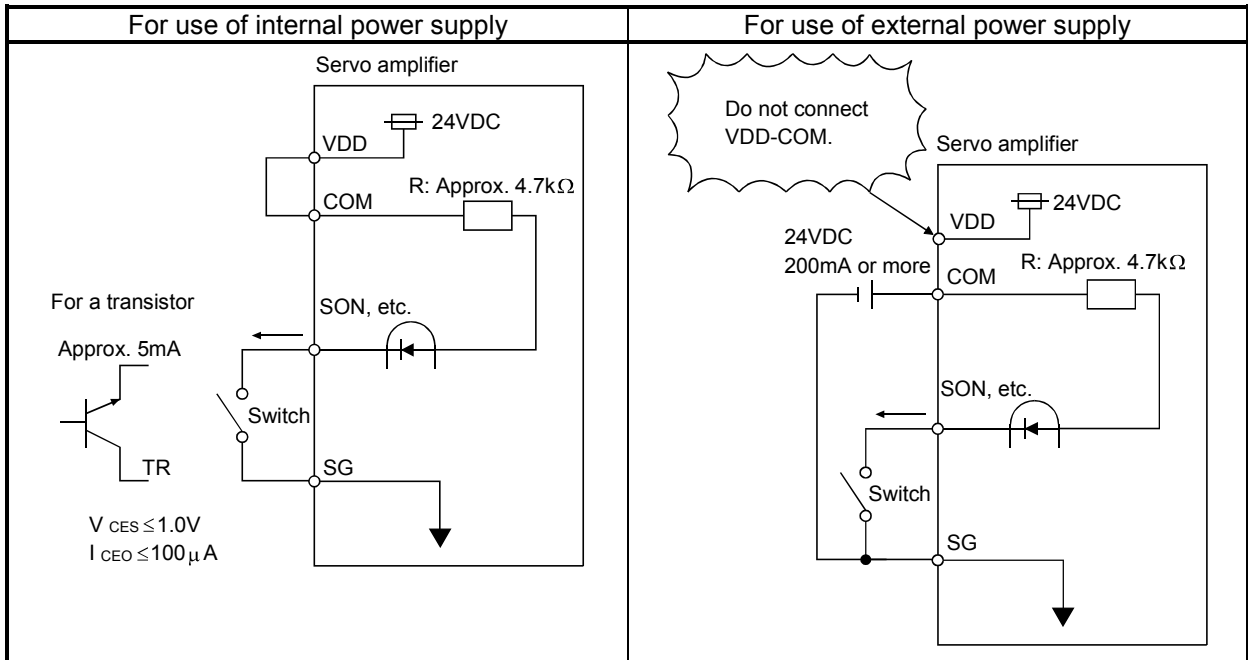 For use of internal power supply
For use of external power supply
Servo amplifier
24VDC
VDD
R: Approx. 4.7kΩ
COM
For a transistor
Approx. 5mA
SON, etc.
Switch
TR
SG
V CES ≤1.0V
I CEO ≤100 μ A
Do not connect
VDD-COM.
Servo amplifier
24VDC
VDD
24VDC
200mA or more
R: Approx. 4.7kΩ
COM
SON, etc.
Switch
SG